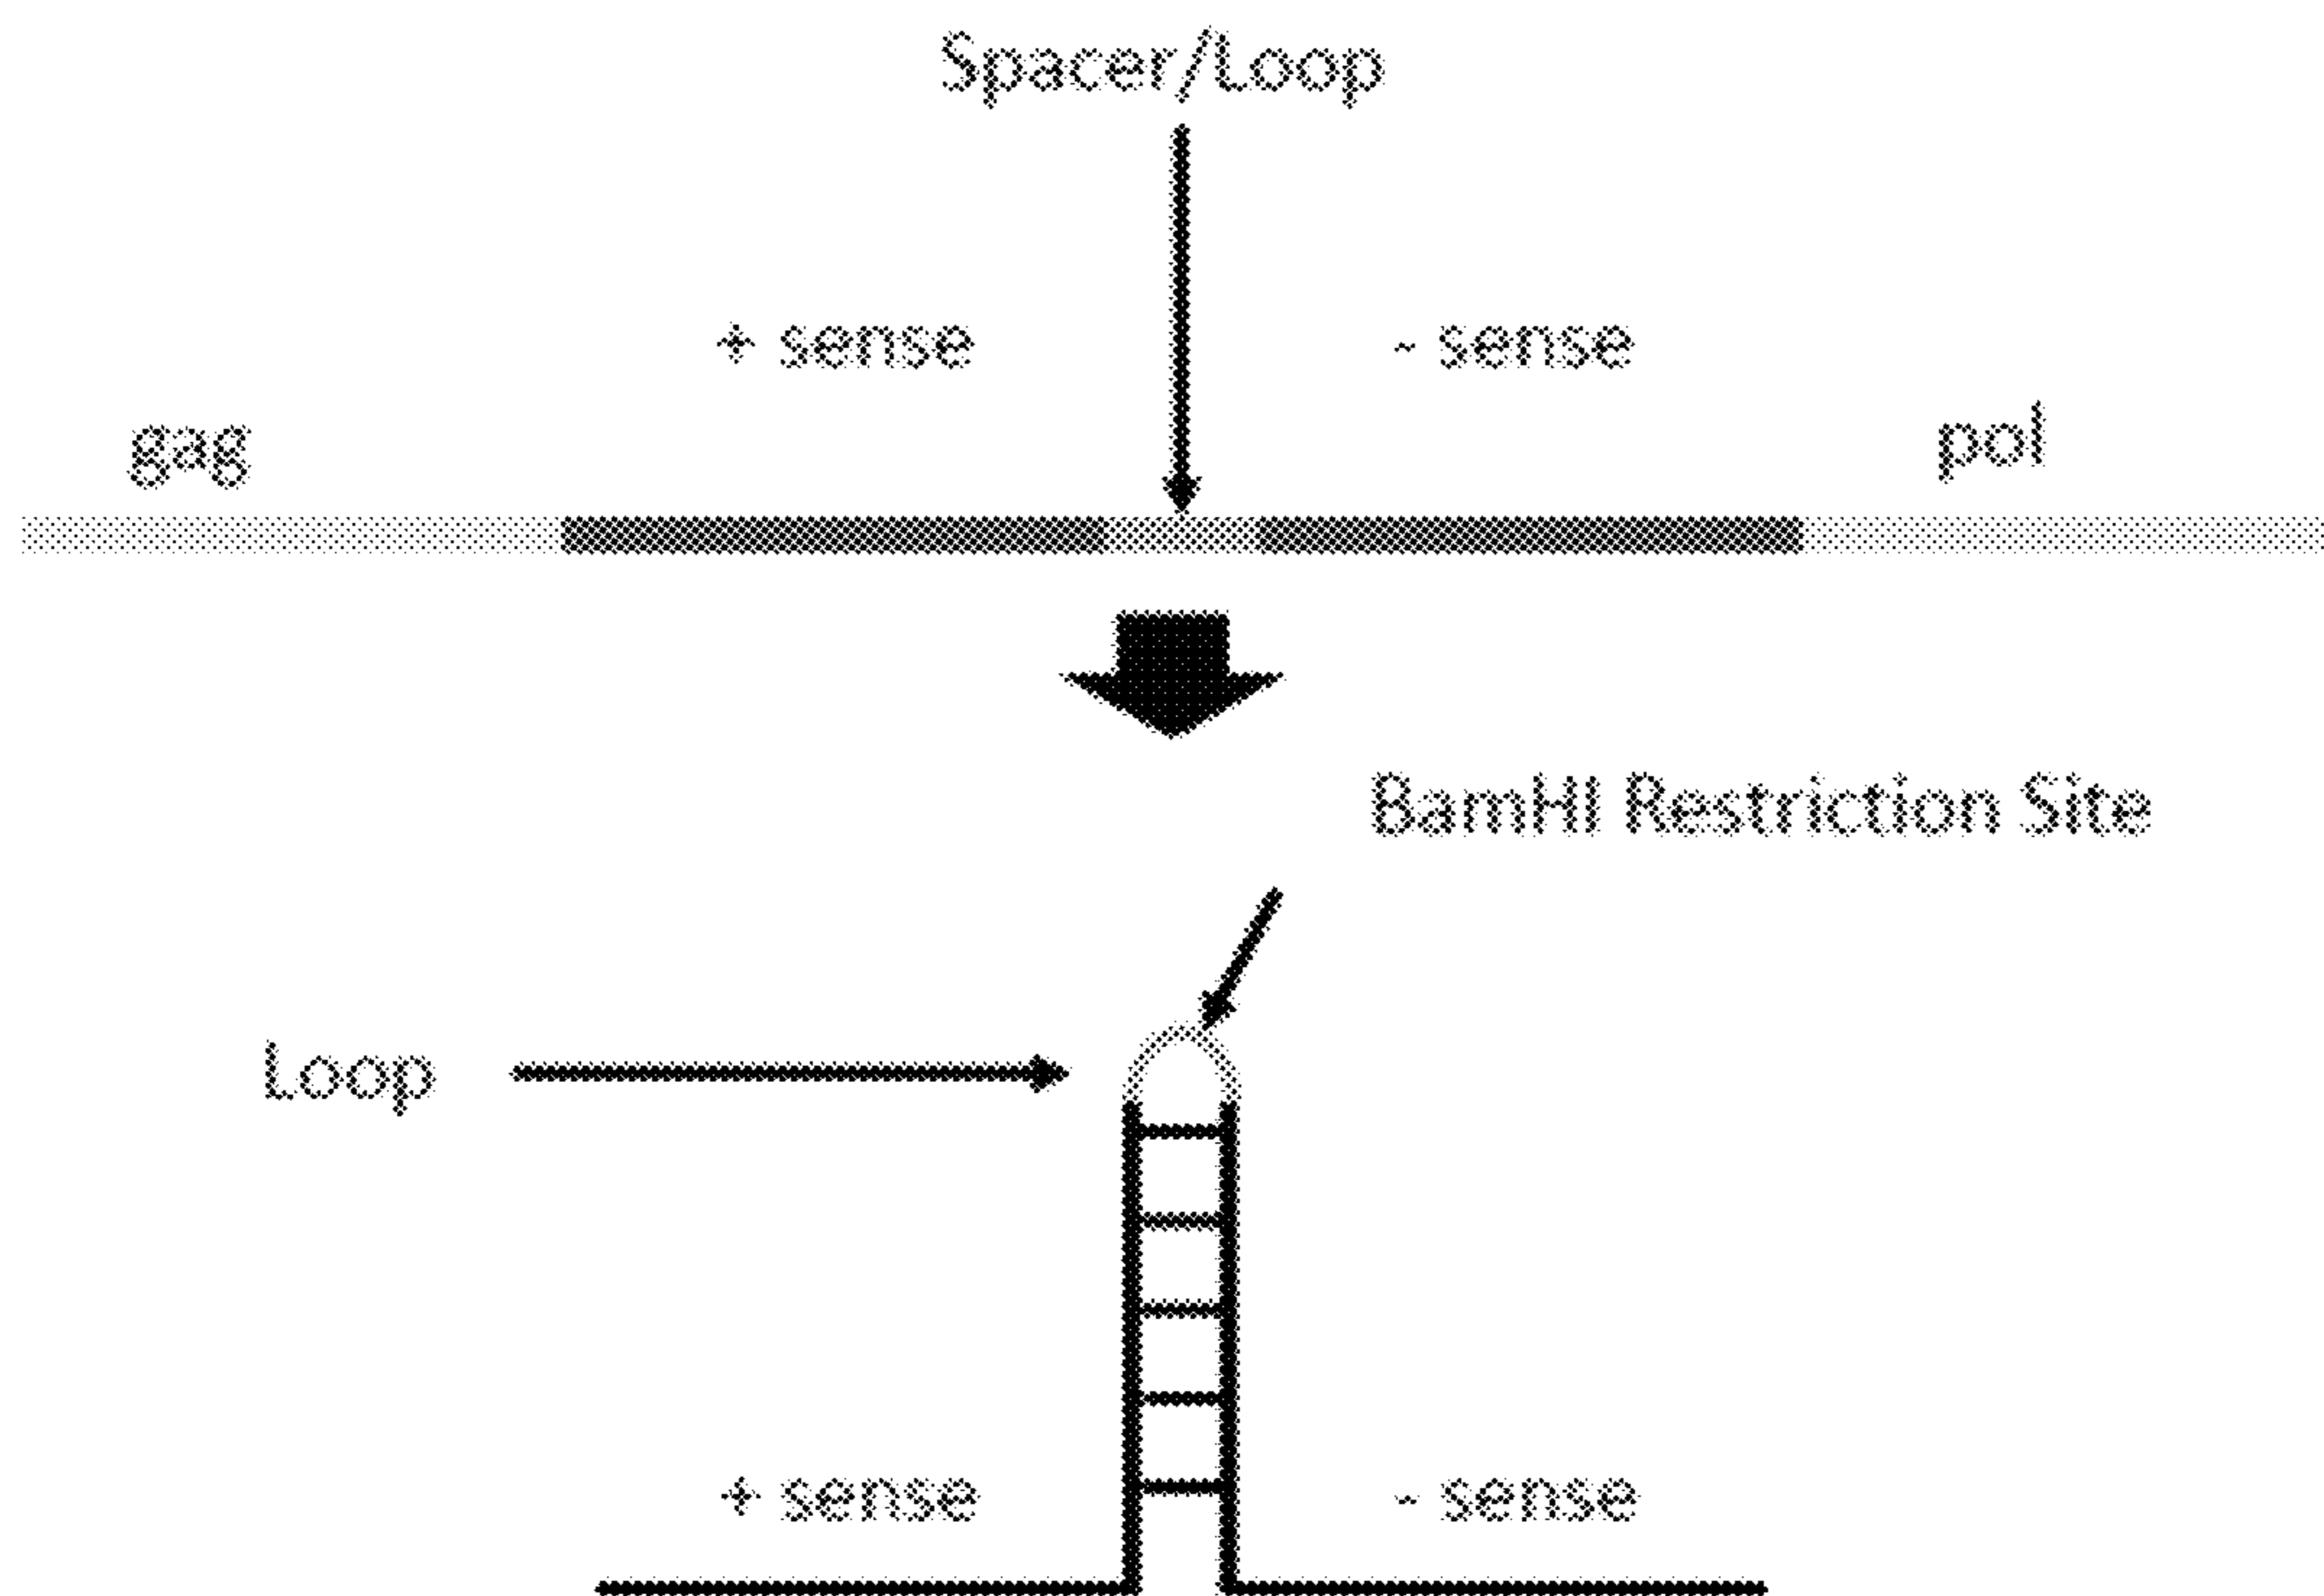 Spacer/Loop
+ sense
- sense
gag
pol
BamHI Restriction Site
Loop
+ sense
- sense